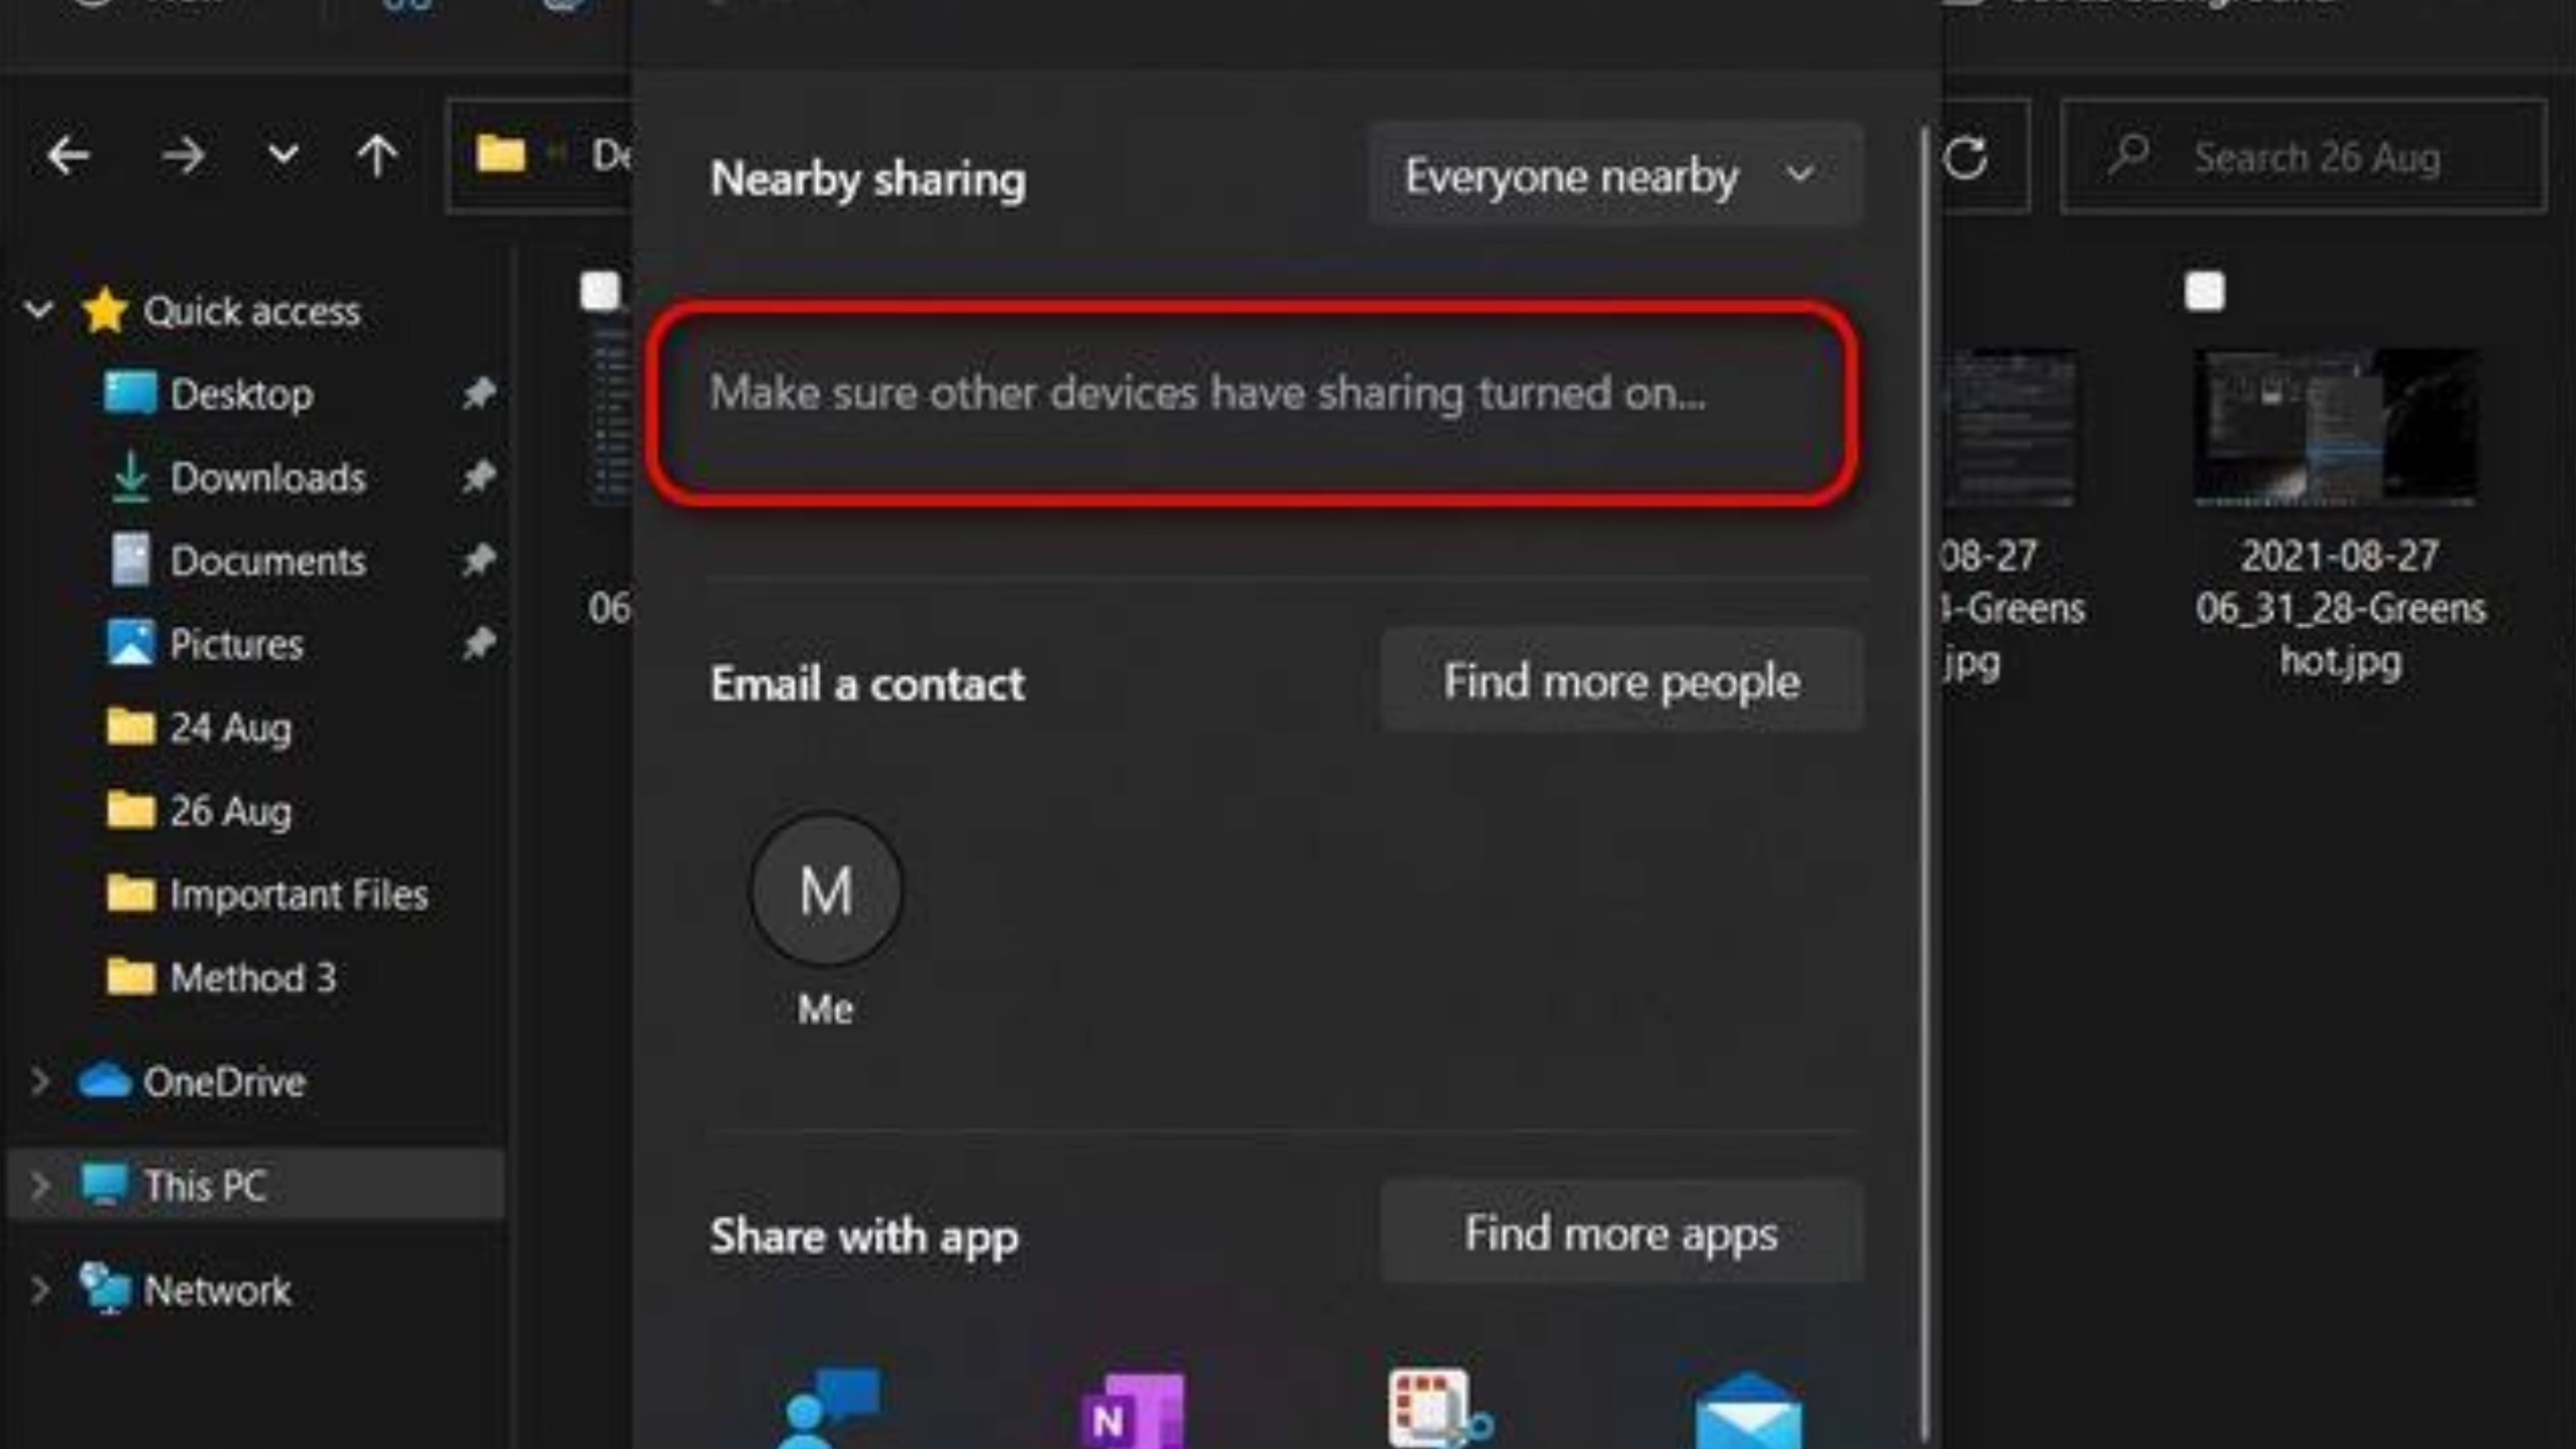 De
Search 26 Aug
Quick access
Desktop
Downloads
Documents
Pictures
24 Aug
26 Aug
Important Files
Method 3
OneDrive
This PC
Network
06
Nearby sharing
Everyone nearby
Make sure other devices have sharing turned on...
Email a contact
Find more people
M
Me
Share with app
Find more apps
N
08-27
-Greens
jpg
2021-08-27
06_31_28-Greens
hot.jpg